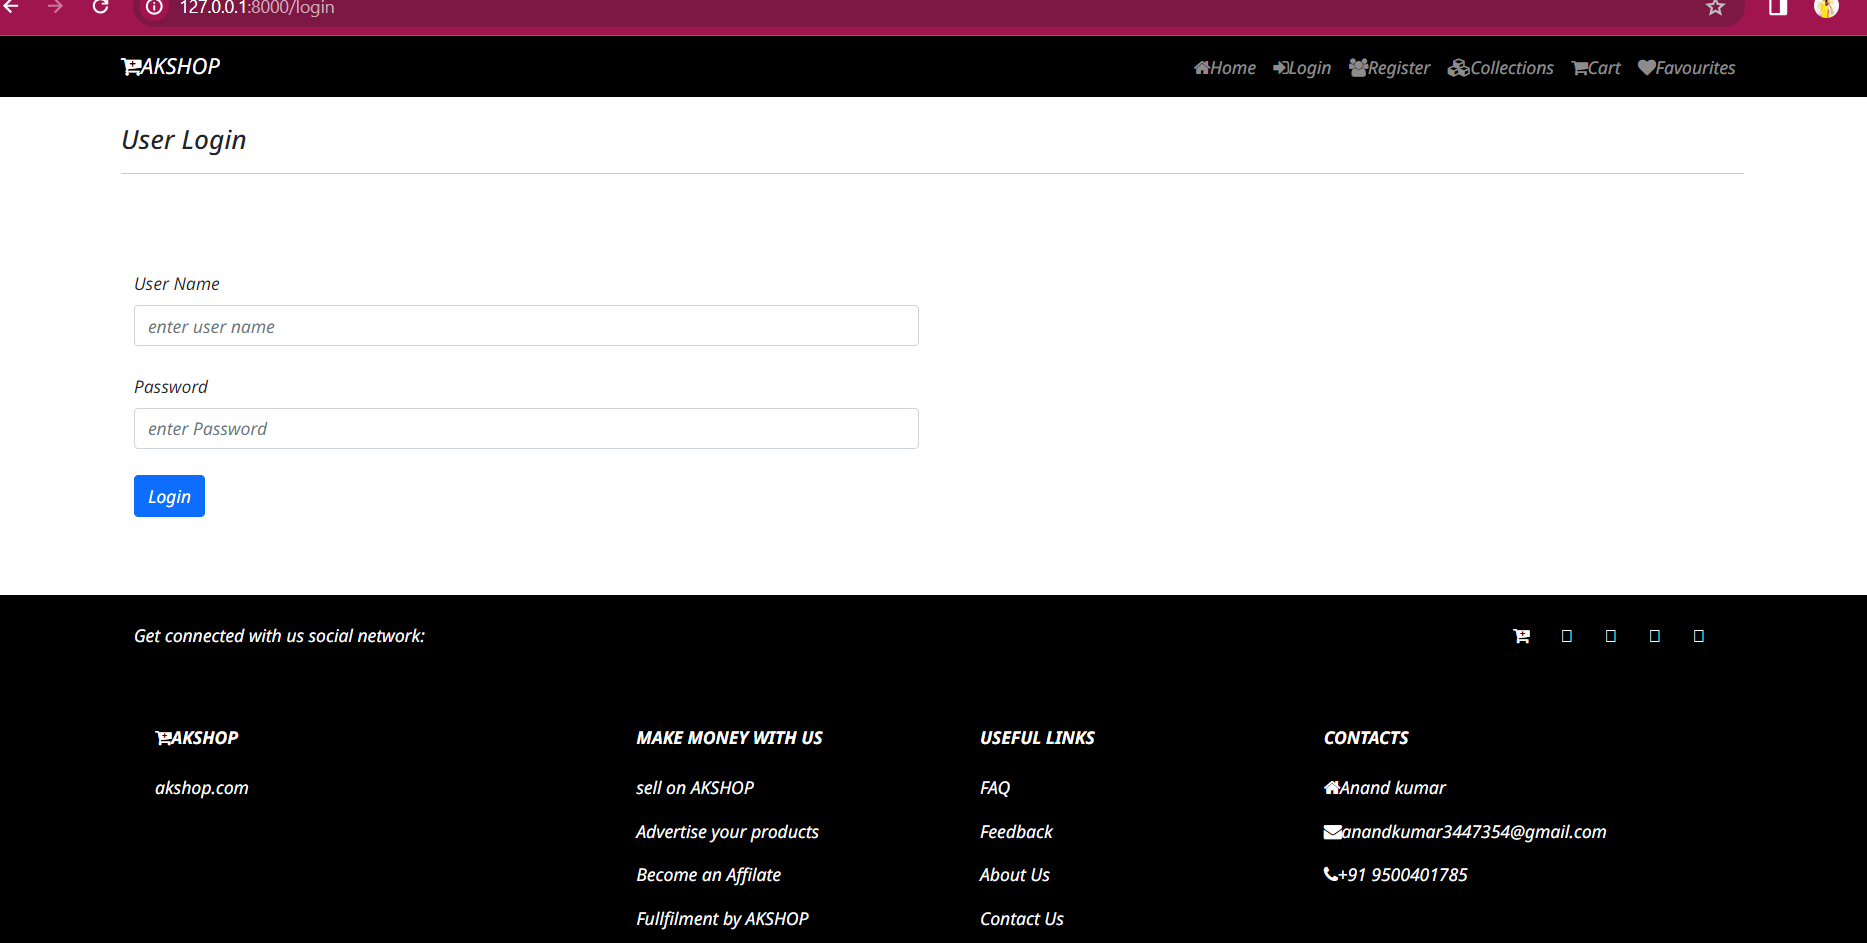 127.0.0.1:8000/login
AKSHOP Home Login Register Collections Cart Favourites
User Login
User Name
enter user name
Password
enter Password
Login
Get connected with us social network:
AKSHOP MAKE MONEY WITH US USEFUL LINKS CONTACTS
akshop.com sell on AKSHOP FAQ Anand kumar
Advertise your products Feedback anandkumar3447354@gmail.com
Become an Affilate About Us +91 9500401785
Fullfilment by AKSHOP Contact Us